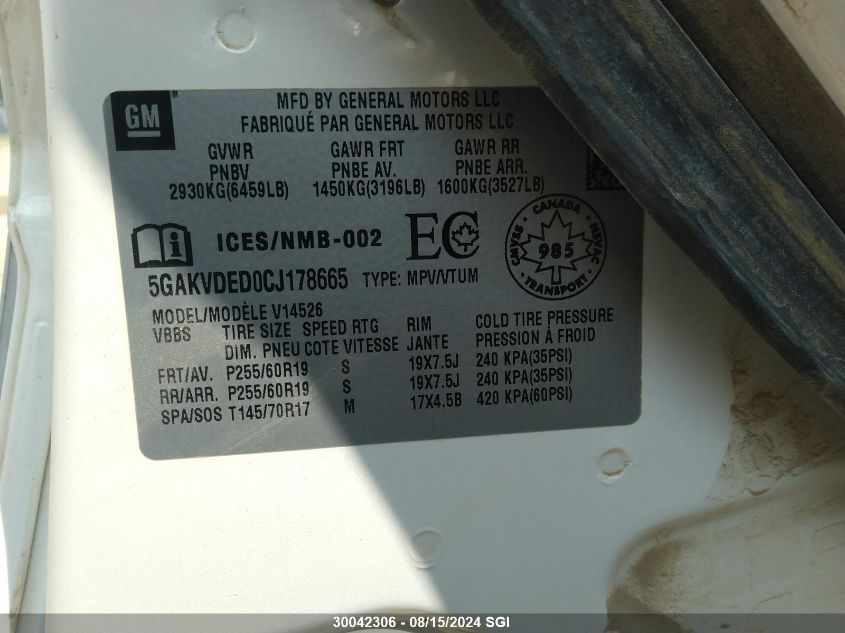 GM
MFD BY GENERAL MOTORS LLC
FABRIQUÉ PAR GENERAL MOTORS LLC
GVWR GAWR FRT GAWR RR
PNBV PNBE AV. PNBE ARR.
2930KG(6459LB) 1450KG(3196LB) 1600KG(3527LB)
i ICES/NMB-002 EC CANADA CMVSS NSVAC 985 TRANSPORT
5GAKVDED0CJ178665 TYPE: MPV/VTUM
MODEL/MODÈLE V14526
VBBS TIRE SIZE SPEED RTG RIM COLD TIRE PRESSURE
DIM. PNEU COTE VITESSE JANTE PRESSION À FROID
FRT/AV. P255/60R19 S 19X7.5J 240 KPA(35PSI)
RR/ARR. P255/60R19 S 19X7.5J 240 KPA(35PSI)
SPA/SOS T145/70R17 M 17X4.5B 420 KPA(60PSI)
30042306 - 08/15/2024 SGI